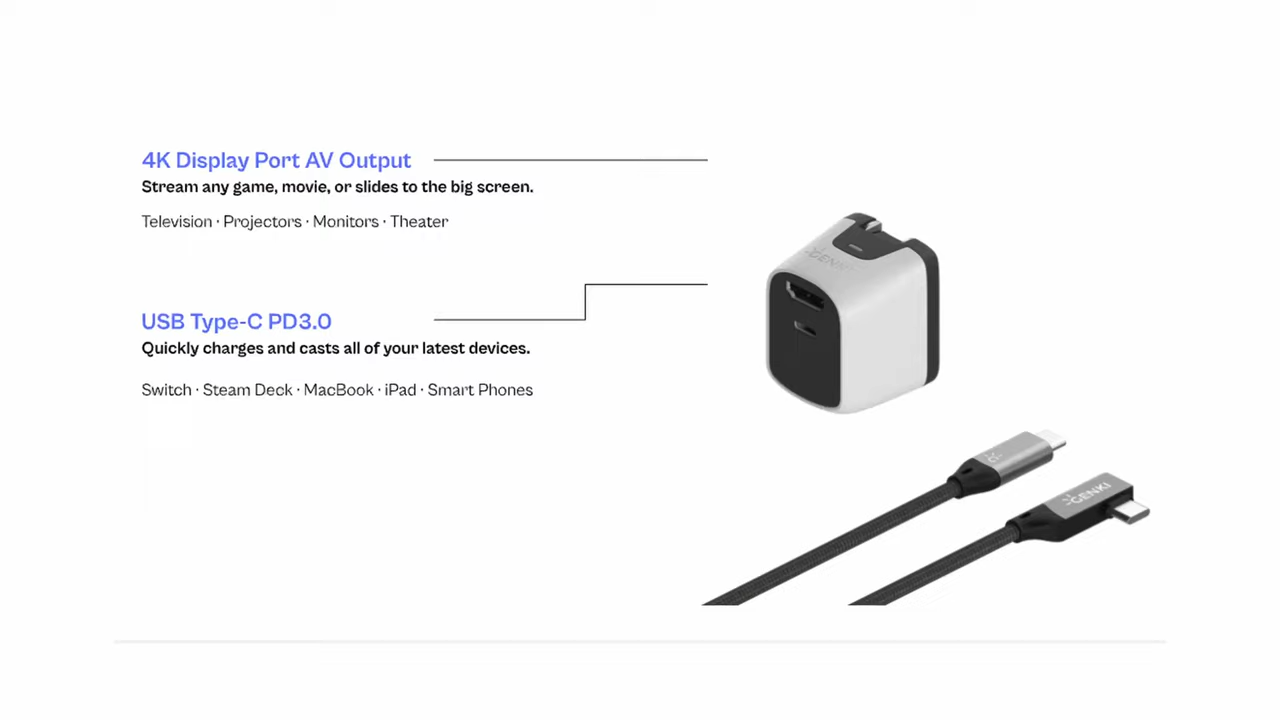 4K Display Port AV Output
Stream any game, movie, or slides to the big screen.
Television · Projectors · Monitors · Theater
USB Type-C PD3.0
Quickly charges and casts all of your latest devices.
Switch · Steam Deck · MacBook · iPad · Smart Phones
GENKI
GENKI